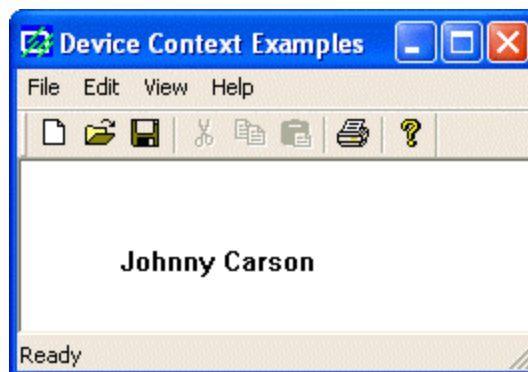 Device Context Examples
File Edit View Help
Johnny Carson
Ready